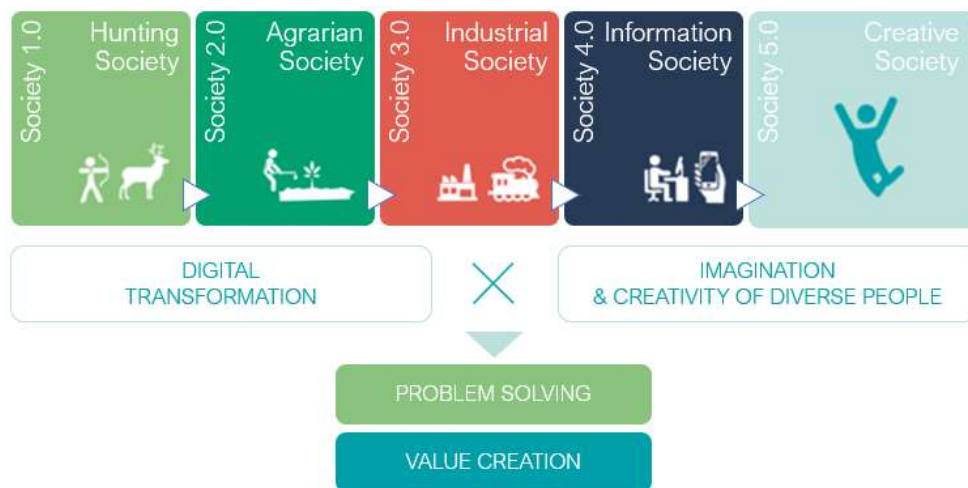 Society 1.0
Hunting
Society
Society 2.0
Agrarian
Society
Society 3.0
Industrial
Society
Society 4.0
Information
Society
Society 5.0
Creative
Society
DIGITAL
TRANSFORMATION
IMAGINATION
& CREATIVITY OF DIVERSE PEOPLE
PROBLEM SOLVING
VALUE CREATION